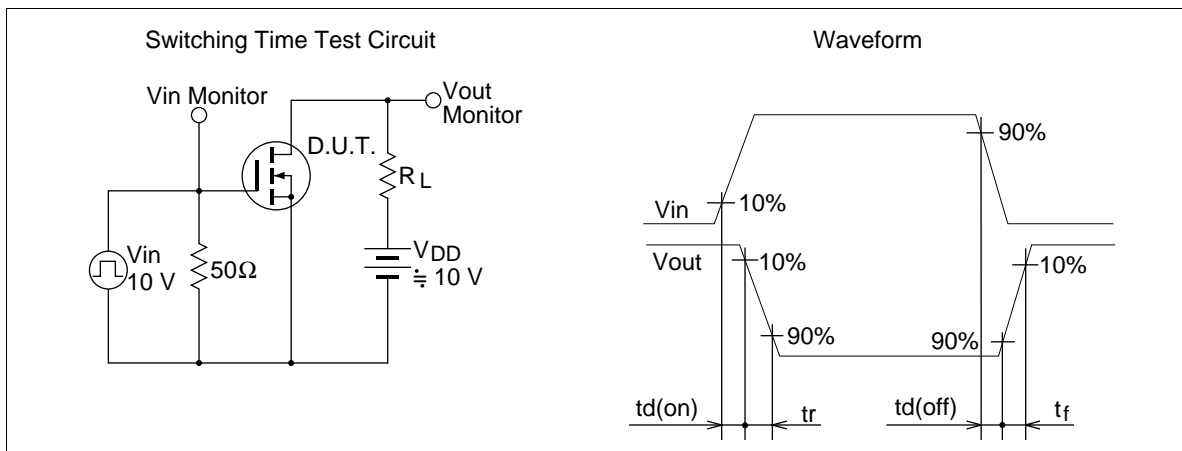 Switching Time Test Circuit
Vin Monitor
Vout
Monitor
D.U.T.
RL
Vin
10 V
50Ω
VDD
≒ 10 V
Waveform
Vin
10%
90%
Vout
10%
90%
90%
10%
td(on)
tr
td(off)
tf